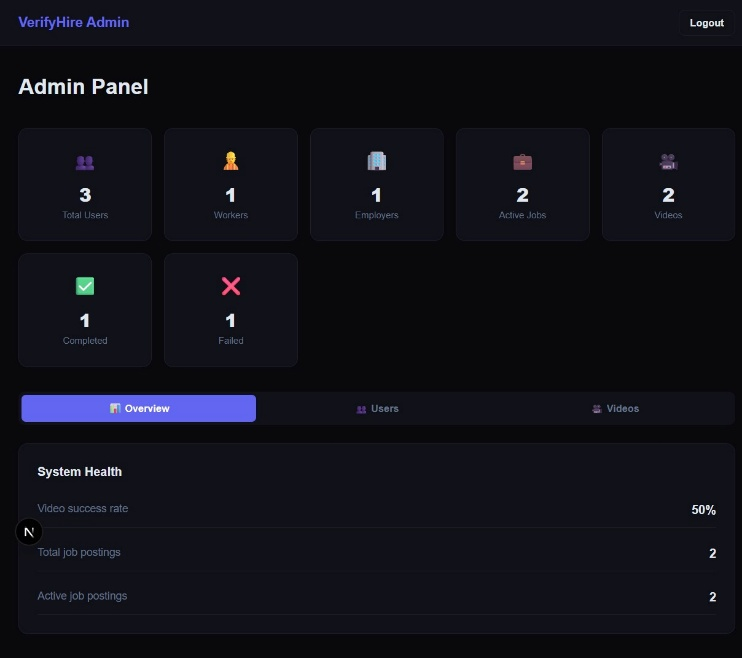 VerifyHire Admin
Logout
Admin Panel
3
Total Users
1
Workers
1
Employers
2
Active Jobs
2
Videos
1
Completed
1
Failed
Overview
Users
Videos
System Health
Video success rate 50%
N
Total job postings 2
Active job postings 2